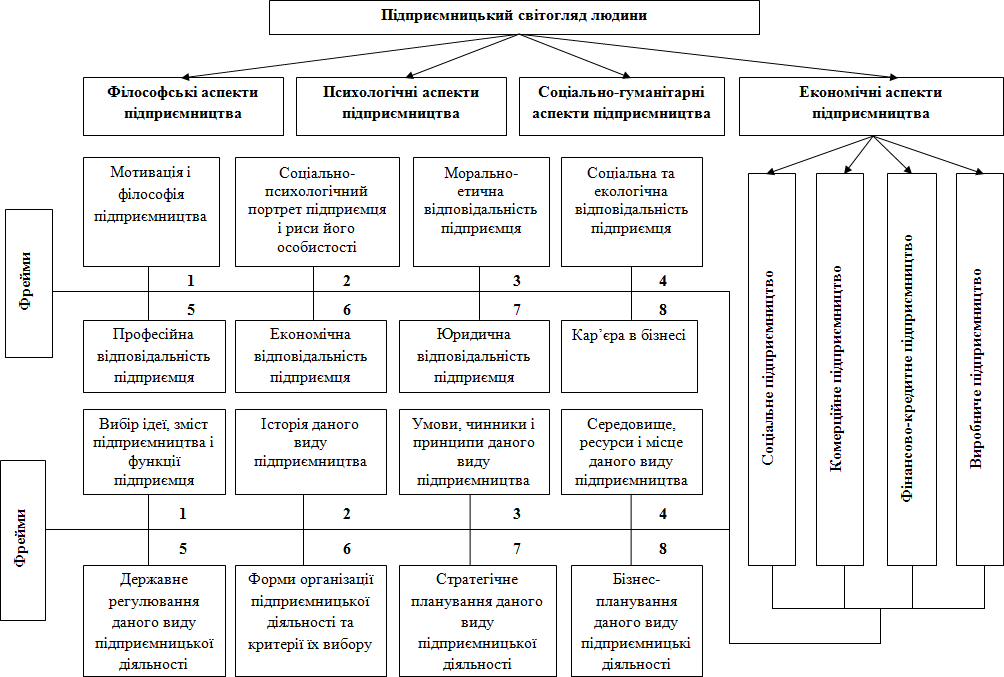 Підприємницький світогляд людини
Філософські аспекти
підприємництва
Психологічні аспекти
підприємництва
Соціально-гуманітарні
аспекти підприємництва
Економічні аспекти
підприємництва
Фрейми
Мотивація і
філософія
підприємництва
Соціально-
психологічний
портрет підприємця
і риси його
особистості
Морально-
етична
відповідальність
підприємця
Соціальна та
екологічна
відповідальність
підприємця
1
2
3
4
5
6
7
8
Професійна
відповідальність
підприємця
Економічна
відповідальність
підприємця
Юридична
відповідальність
підприємця
Кар’єра в бізнесі
Фрейми
Вибір ідеї, зміст
підприємництва і
функції
підприємця
Історія даного
виду
підприємництва
Умови, чинники і
принципи даного
виду
підприємництва
Середовище,
ресурси і місце
даного виду
підприємництва
1
2
3
4
5
6
7
8
Державне
регулювання
даного виду
підприємницької
діяльності
Форми організації
підприємницької
діяльності та
критерії їх вибору
Стратегічне
планування даного
виду
підприємницької
діяльності
Бізнес-
планування
даного виду
підприємницькі
діяльності
Соціальне підприємництво
Комерційне підприємництво
Фінансово-кредитне підприємництво
Виробниче підприємництво